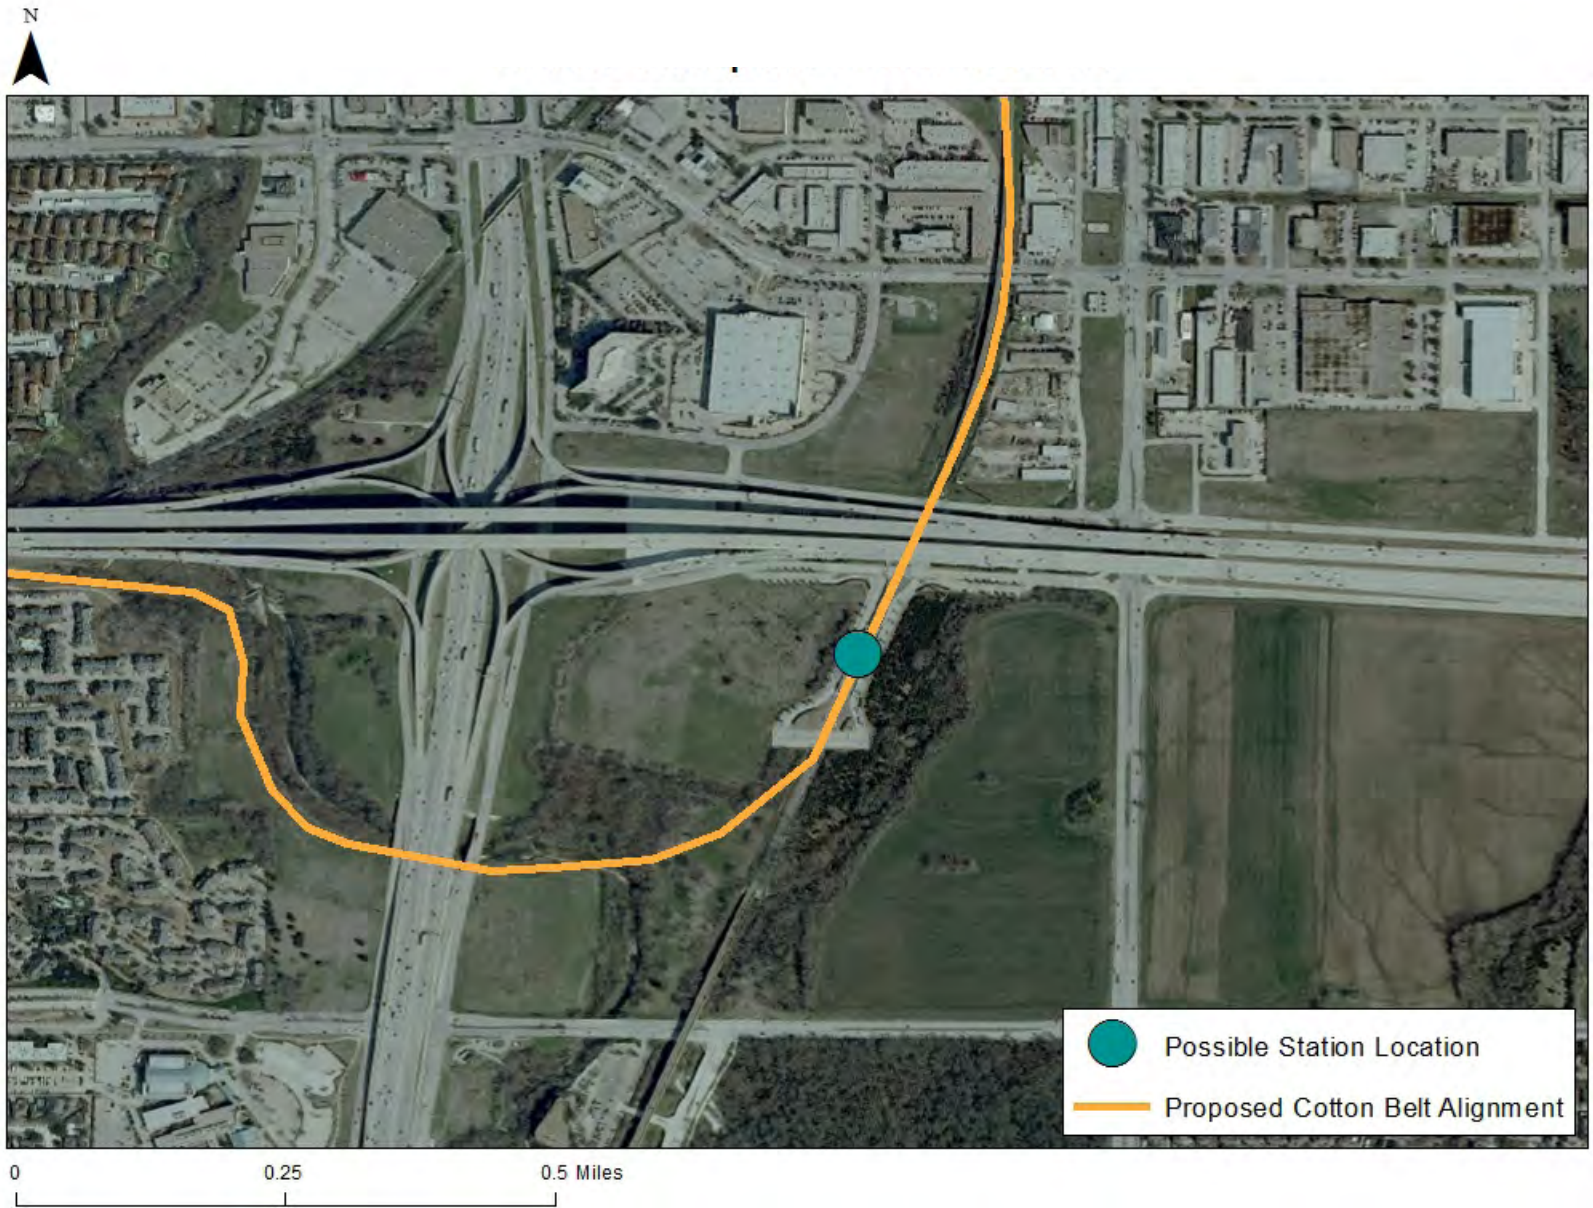 N
Possible Station Location
Proposed Cotton Belt Alignment
0 0.25 0.5 Miles